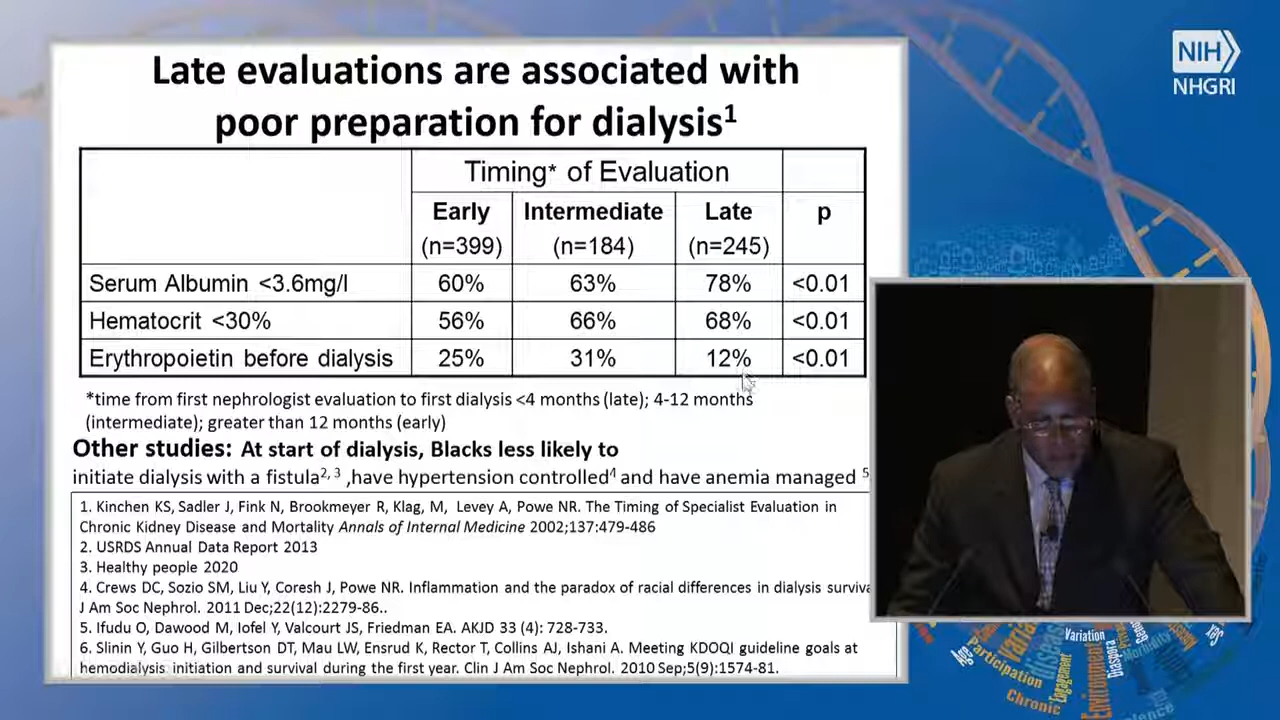 Late evaluations are associated with
poor preparation for dialysis1
Timing* of Evaluation
Early Intermediate Late p
(n=399) (n=184) (n=245)
Serum Albumin <3.6mg/l 60% 63% 78% <0.01
Hematocrit <30% 56% 66% 68% <0.01
Erythropoietin before dialysis 25% 31% 12% <0.01
*time from first nephrologist evaluation to first dialysis <4 months (late); 4-12 months
(intermediate); greater than 12 months (early)
Other studies: At start of dialysis, Blacks less likely to
initiate dialysis with a fistula2, 3 ,have hypertension controlled4 and have anemia managed 5
1. Kinchen KS, Sadler J, Fink N, Brookmeyer R, Klag, M, Levey A, Powe NR. The Timing of Specialist Evaluation in
Chronic Kidney Disease and Mortality Annals of Internal Medicine 2002;137:479-486
2. USRDS Annual Data Report 2013
3. Healthy people 2020
4. Crews DC, Sozio SM, Liu Y, Coresh J, Powe NR. Inflammation and the paradox of racial differences in dialysis surviva
J Am Soc Nephrol. 2011 Dec;22(12):2279-86..
5. Ifudu O, Dawood M, Iofel Y, Valcourt JS, Friedman EA. AKJD 33 (4): 728-733.
6. Slinin Y, Guo H, Gilbertson DT, Mau LW, Ensrud K, Rector T, Collins AJ, Ishani A. Meeting KDOQI guideline goals at
hemodialysis initiation and survival during the first year. Clin J Am Soc Nephrol. 2010 Sep;5(9):1574-81.
NIH
NHGRI
Age
Participation
Chronic
Disease
Engagement
Variation
Environment
Diaspora
Morbidity
Sex